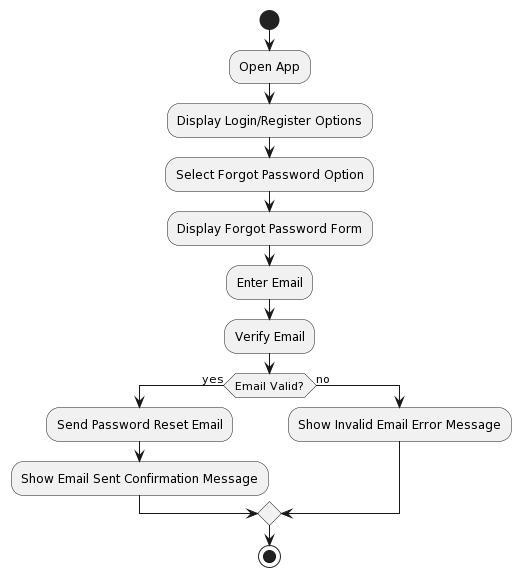 Open App
Display Login/Register Options
Select Forgot Password Option
Display Forgot Password Form
Enter Email
Verify Email
yes
Email Valid?
no
Send Password Reset Email
Show Invalid Email Error Message
Show Email Sent Confirmation Message